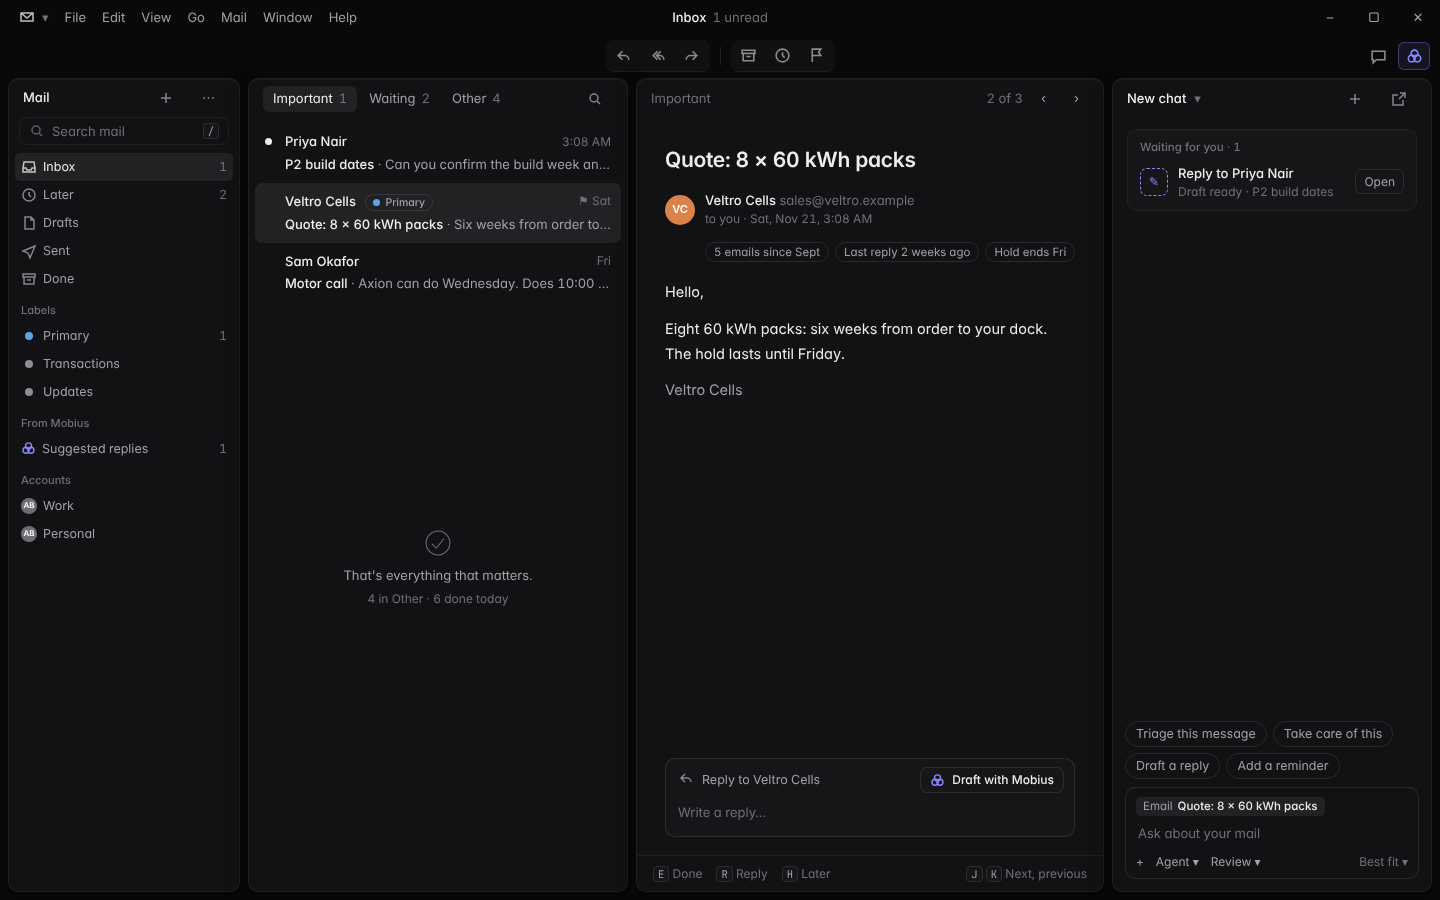 File Edit View Go Mail Window Help
Inbox 1 unread
Mail
Search mail /
Inbox 1
Later 2
Drafts
Sent
Done
Labels
Primary 1
Transactions
Updates
From Mobius
Suggested replies 1
Accounts
AB Work
AB Personal
Important 1 Waiting 2 Other 4
Priya Nair 3:08 AM
P2 build dates · Can you confirm the build week an...
Veltro Cells Primary Sat
Quote: 8 × 60 kWh packs · Six weeks from order to...
Sam Okafor Fri
Motor call · Axion can do Wednesday. Does 10:00 ...
That's everything that matters.
4 in Other · 6 done today
Important 2 of 3 ‹ ›
Quote: 8 × 60 kWh packs
VC Veltro Cells sales@veltro.example
to you · Sat, Nov 21, 3:08 AM
5 emails since Sept Last reply 2 weeks ago Hold ends Fri
Hello,
Eight 60 kWh packs: six weeks from order to your dock.
The hold lasts until Friday.
Veltro Cells
Reply to Veltro Cells Draft with Mobius
Write a reply...
E Done R Reply H Later J K Next, previous
New chat
Waiting for you · 1
Reply to Priya Nair
Draft ready · P2 build dates
Open
Triage this message Take care of this
Draft a reply Add a reminder
Email Quote: 8 × 60 kWh packs
Ask about your mail
+ Agent ▾ Review ▾ Best fit ▾